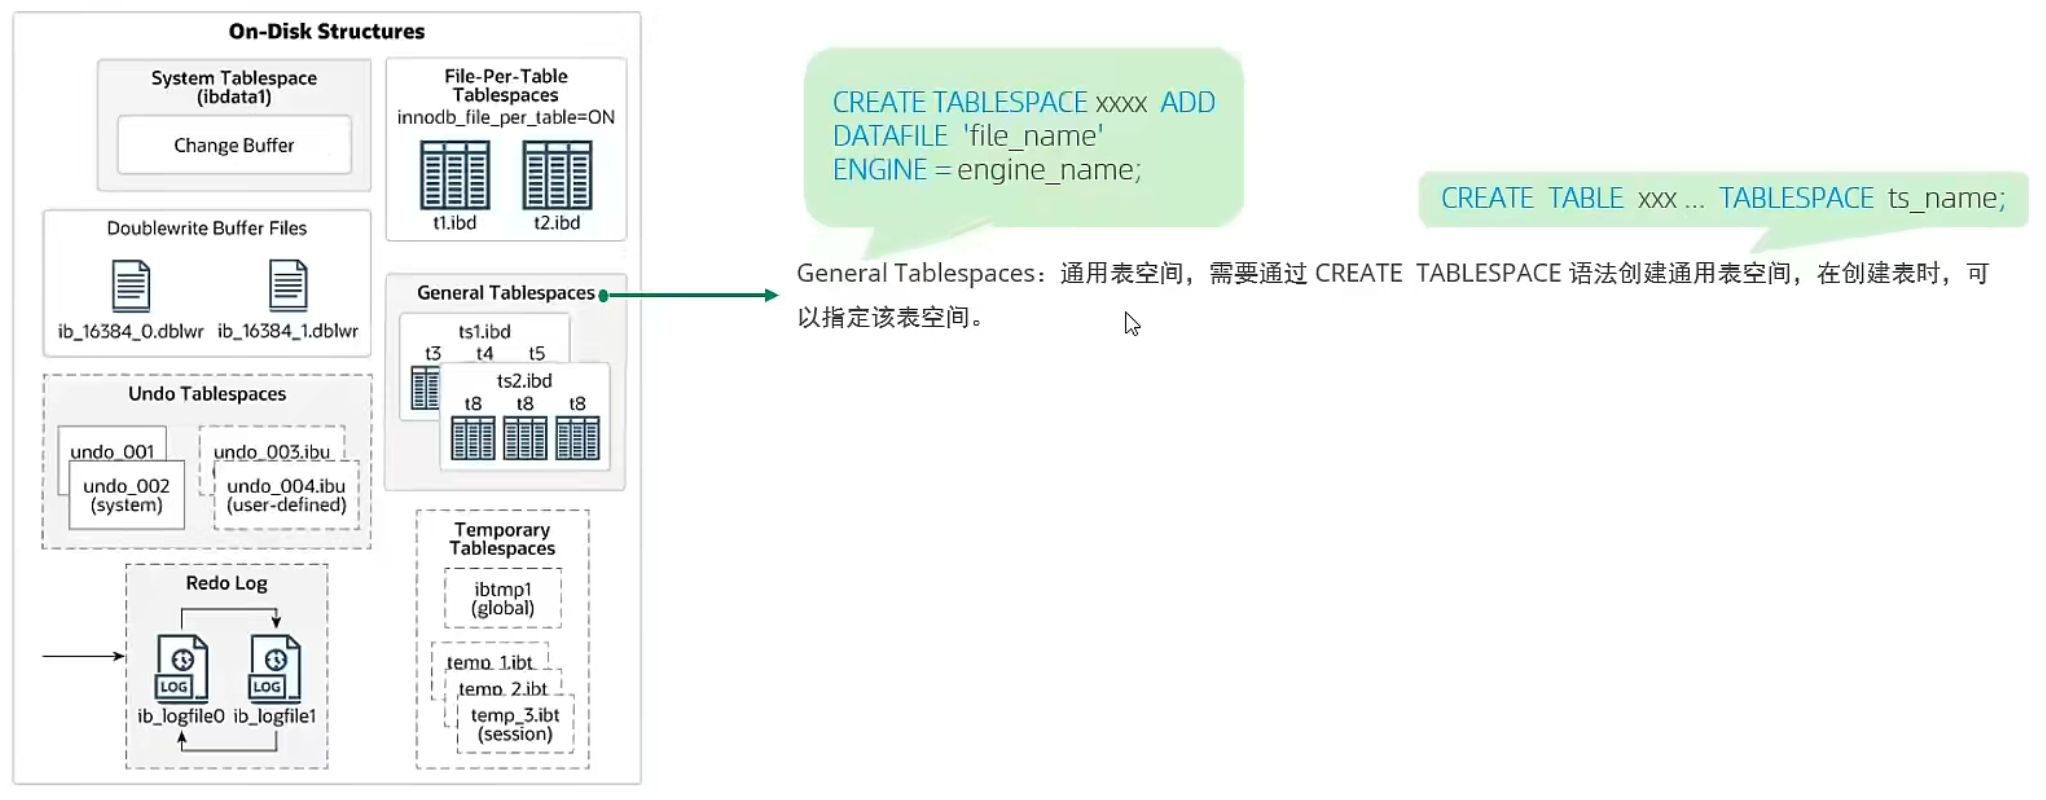 On-Disk Structures
System Tablespace
(ibdata1)
Change Buffer
File-Per-Table
Tablespaces
innodb_file_per_table=ON
t1.ibd
t2.ibd
Doublewrite Buffer Files
ib_16384_0.dblwr
ib_16384_1.dblwr
General Tablespaces
ts1.ibd
t3 t4 t5
ts2.ibd
t8 t8 t8
Undo Tablespaces
undo_001
undo_002
(system)
undo_003.ibu
undo_004.ibu
(user-defined)
Temporary
Tablespaces
ibtmp1
(global)
temp_1.ibt
temp_2.ibt
temp_3.ibt
(session)
Redo Log
LOG
LOG
ib_logfile0
ib_logfile1
CREATE TABLESPACE xxxx ADD
DATAFILE 'file_name'
ENGINE = engine_name;
CREATE TABLE xxx ... TABLESPACE ts_name;
General Tablespaces：通用表空间，需要通过 CREATE TABLESPACE 语法创建通用表空间，在创建表时，可
以指定该表空间。